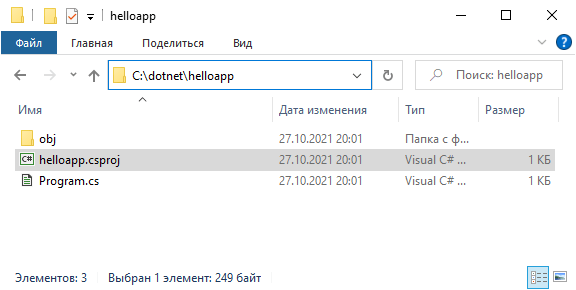 helloapp
Файл Главная Поделиться Вид
C:\dotnet\helloapp Поиск: helloapp
Имя Дата изменения Тип Размер
obj 27.10.2021 20:01 Папка с ф...
C# helloapp.csproj 27.10.2021 20:01 Visual C# ... 1 КБ
Program.cs 27.10.2021 20:01 Visual C# ... 1 КБ
Элементов: 3 Выбран 1 элемент: 249 байт